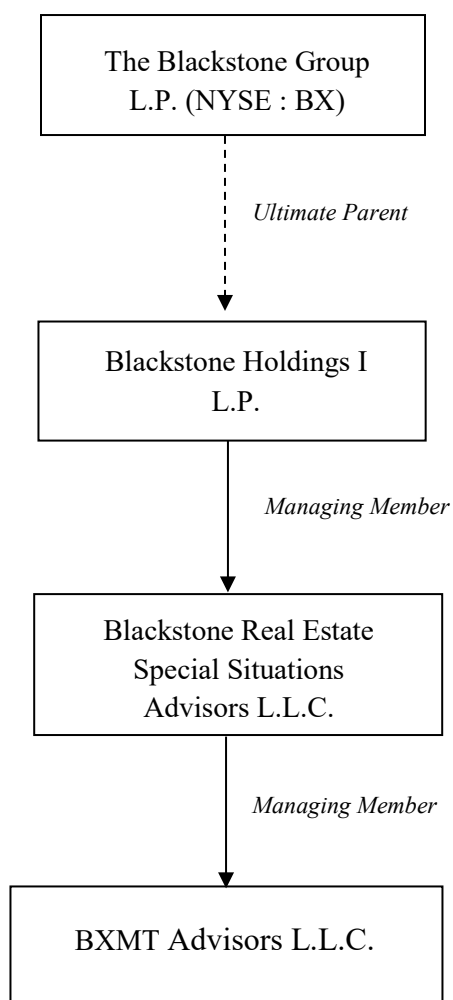 The Blackstone Group
L.P. (NYSE : BX)
Ultimate Parent
Blackstone Holdings I
L.P.
Managing Member
Blackstone Real Estate
Special Situations
Advisors L.L.C.
Managing Member
BXMT Advisors L.L.C.